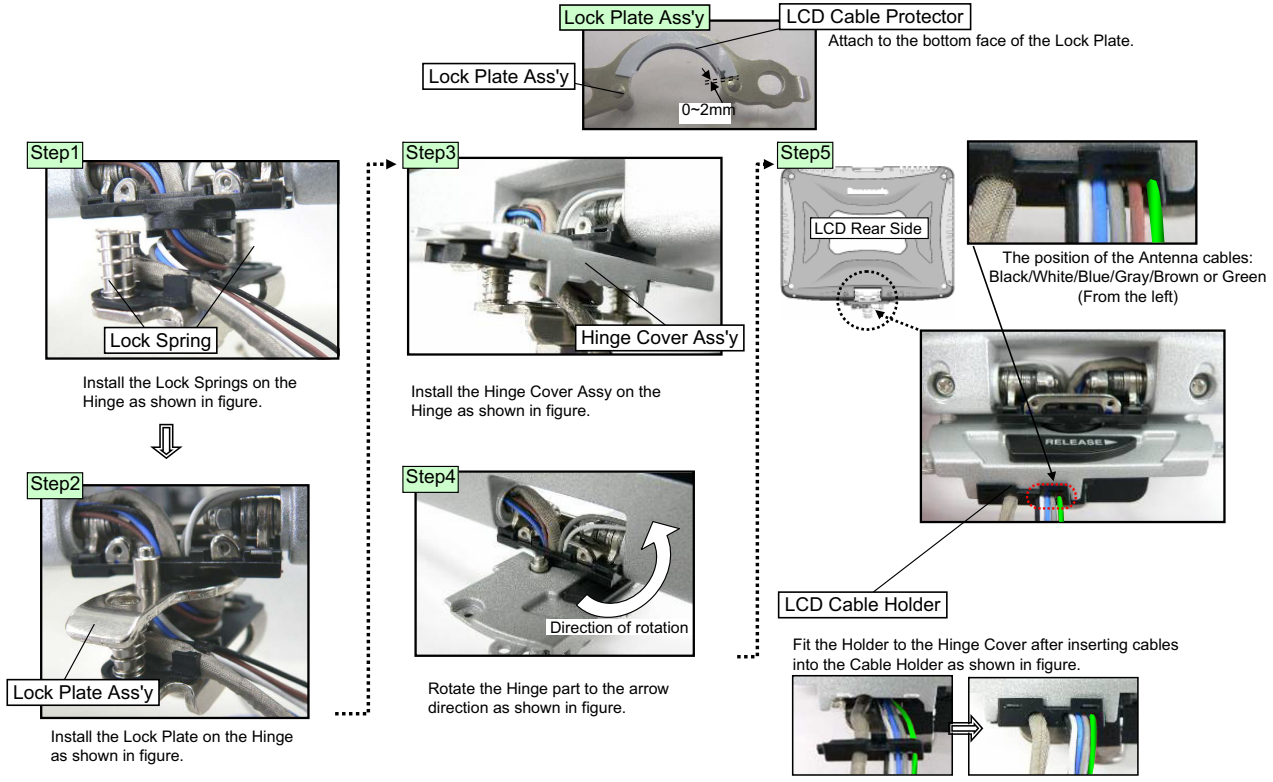 Lock Plate Ass'y
LCD Cable Protector
Attach to the bottom face of the Lock Plate.
Lock Plate Ass'y
0~2mm
Step1
Lock Spring
Install the Lock Springs on the
Hinge as shown in figure.
Step2
Lock Plate Ass'y
Install the Lock Plate on the Hinge
as shown in figure.
Step3
Hinge Cover Ass'y
Install the Hinge Cover Assy on the
Hinge as shown in figure.
Step4
Direction of rotation
Rotate the Hinge part to the arrow
direction as shown in figure.
Step5
Panasonic
LCD Rear Side
The position of the Antenna cables:
Black/White/Blue/Gray/Brown or Green
(From the left)
RELEASE
LCD Cable Holder
Fit the Holder to the Hinge Cover after inserting cables
into the Cable Holder as shown in figure.